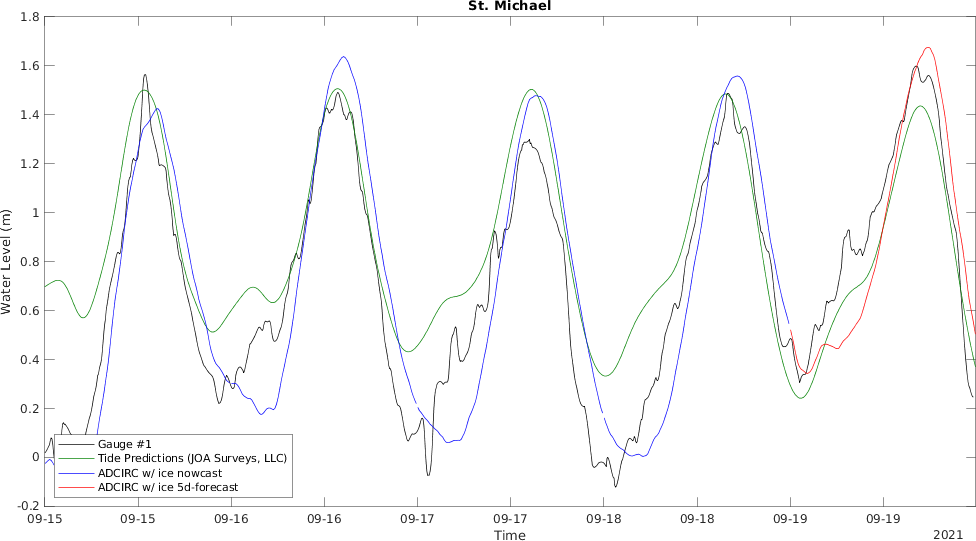 St. Michael
1.8
1.6
1.4
1.2
1
0.8
0.6
0.4
0.2
0
-0.2
Water Level (m)
Gauge #1
Tide Predictions (JOA Surveys, LLC)
ADCIRC w/ ice nowcast
ADCIRC w/ ice 5d-forecast
09-15 09-15 09-16 09-16 09-17 09-17 09-18 09-18 09-19 09-19
Time
2021